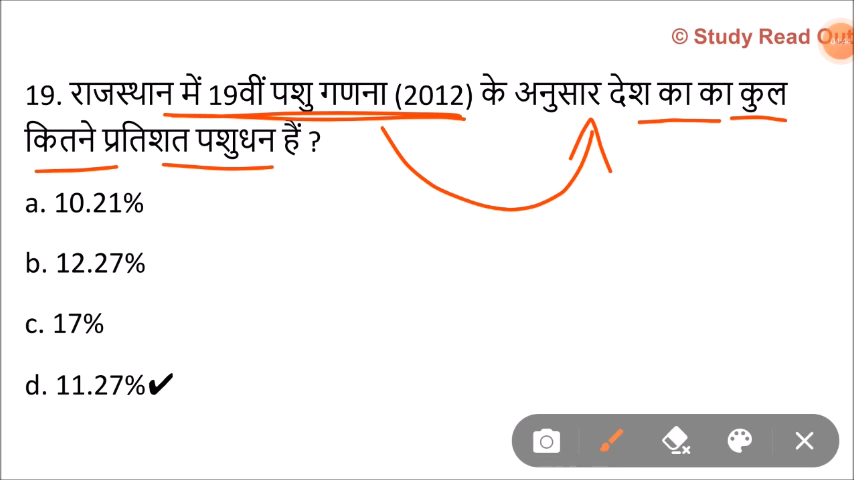 © Study Read Out
19. राजस्थान में 19वीं पशु गणना (2012) के अनुसार देश का का कुल
कितने प्रतिशत पशुधन हैं ?
a. 10.21%
b. 12.27%
c. 17%
d. 11.27%✔